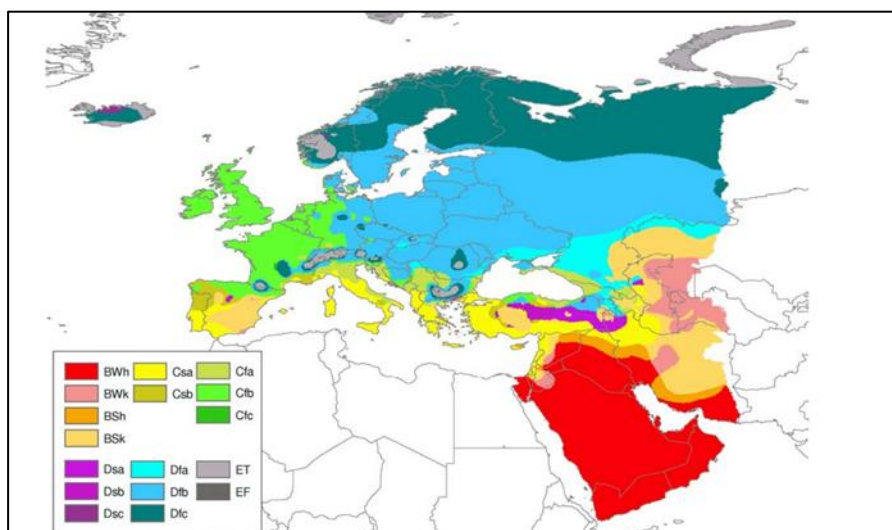 BWh Csa Cfa
BWk Csb Cfb
BSh Cfc
BSk
Dsa Dfa ET
Dsb Dfb EF
Dsc Dfc